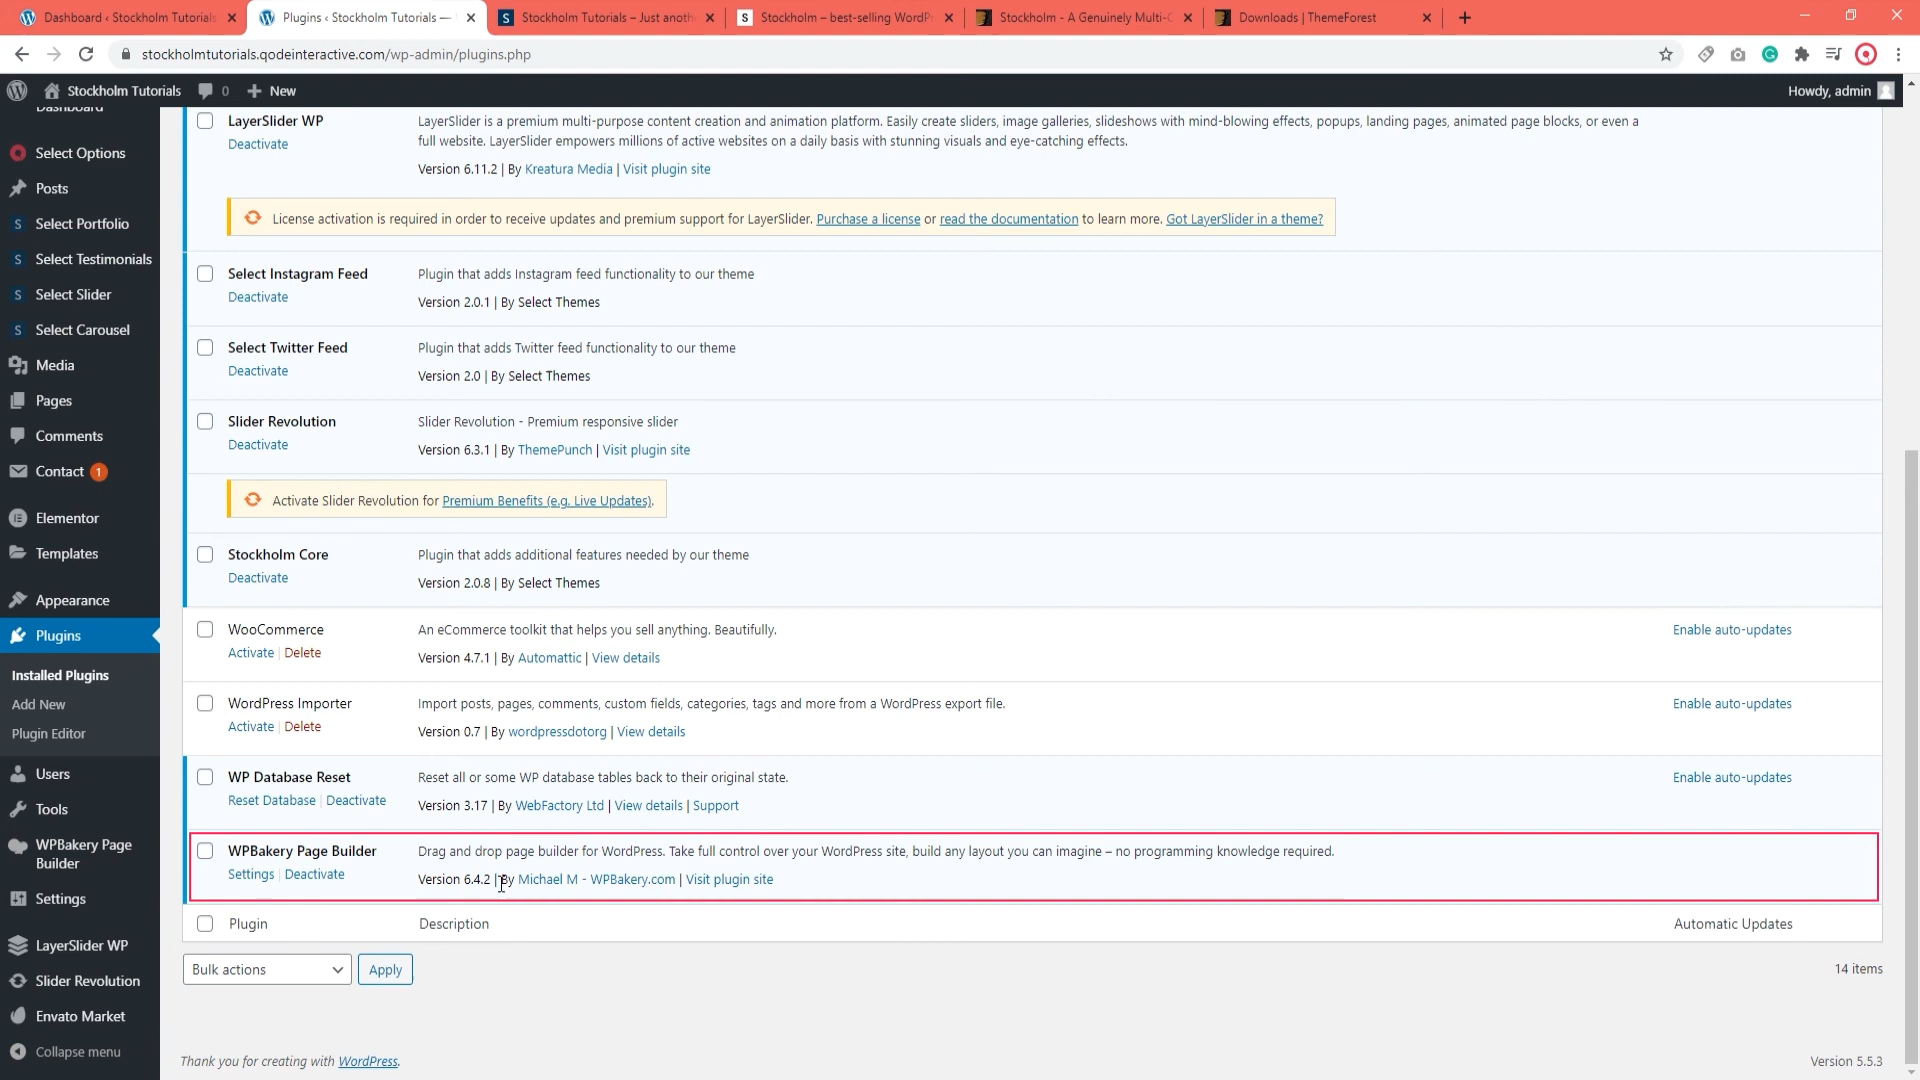 Dashboard ‹ Stockholm Tutorials
Plugins ‹ Stockholm Tutorials —
Stockholm Tutorials – Just anoth
Stockholm – best-selling WordPr
Stockholm - A Genuinely Multi-C
Downloads | ThemeForest
stockholmtutorials.qodeinteractive.com/wp-admin/plugins.php
Stockholm Tutorials
0
New
Howdy, admin
Dashboard
Select Options
Posts
Select Portfolio
Select Testimonials
Select Slider
Select Carousel
Media
Pages
Comments
Contact 1
Elementor
Templates
Appearance
Plugins
Installed Plugins
Add New
Plugin Editor
Users
Tools
WPBakery Page
Builder
Settings
LayerSlider WP
Slider Revolution
Envato Market
Collapse menu
LayerSlider WP
Deactivate
LayerSlider is a premium multi-purpose content creation and animation platform. Easily create sliders, image galleries, slideshows with mind-blowing effects, popups, landing pages, animated page blocks, or even a
full website. LayerSlider empowers millions of active websites on a daily basis with stunning visuals and eye-catching effects.
Version 6.11.2 | By Kreatura Media | Visit plugin site
License activation is required in order to receive updates and premium support for LayerSlider. Purchase a license or read the documentation to learn more. Got LayerSlider in a theme?
Select Instagram Feed
Deactivate
Plugin that adds Instagram feed functionality to our theme
Version 2.0.1 | By Select Themes
Select Twitter Feed
Deactivate
Plugin that adds Twitter feed functionality to our theme
Version 2.0 | By Select Themes
Slider Revolution
Deactivate
Slider Revolution - Premium responsive slider
Version 6.3.1 | By ThemePunch | Visit plugin site
Activate Slider Revolution for Premium Benefits (e.g. Live Updates).
Stockholm Core
Deactivate
Plugin that adds additional features needed by our theme
Version 2.0.8 | By Select Themes
WooCommerce
Activate | Delete
An eCommerce toolkit that helps you sell anything. Beautifully.
Version 4.7.1 | By Automattic | View details
Enable auto-updates
WordPress Importer
Activate | Delete
Import posts, pages, comments, custom fields, categories, tags and more from a WordPress export file.
Version 0.7 | By wordpressdotorg | View details
Enable auto-updates
WP Database Reset
Reset Database | Deactivate
Reset all or some WP database tables back to their original state.
Version 3.17 | By WebFactory Ltd | View details | Support
Enable auto-updates
WPBakery Page Builder
Settings | Deactivate
Drag and drop page builder for WordPress. Take full control over your WordPress site, build any layout you can imagine – no programming knowledge required.
Version 6.4.2 | By Michael M - WPBakery.com | Visit plugin site
Plugin
Description
Automatic Updates
Bulk actions
Apply
14 items
Thank you for creating with WordPress.
Version 5.5.3